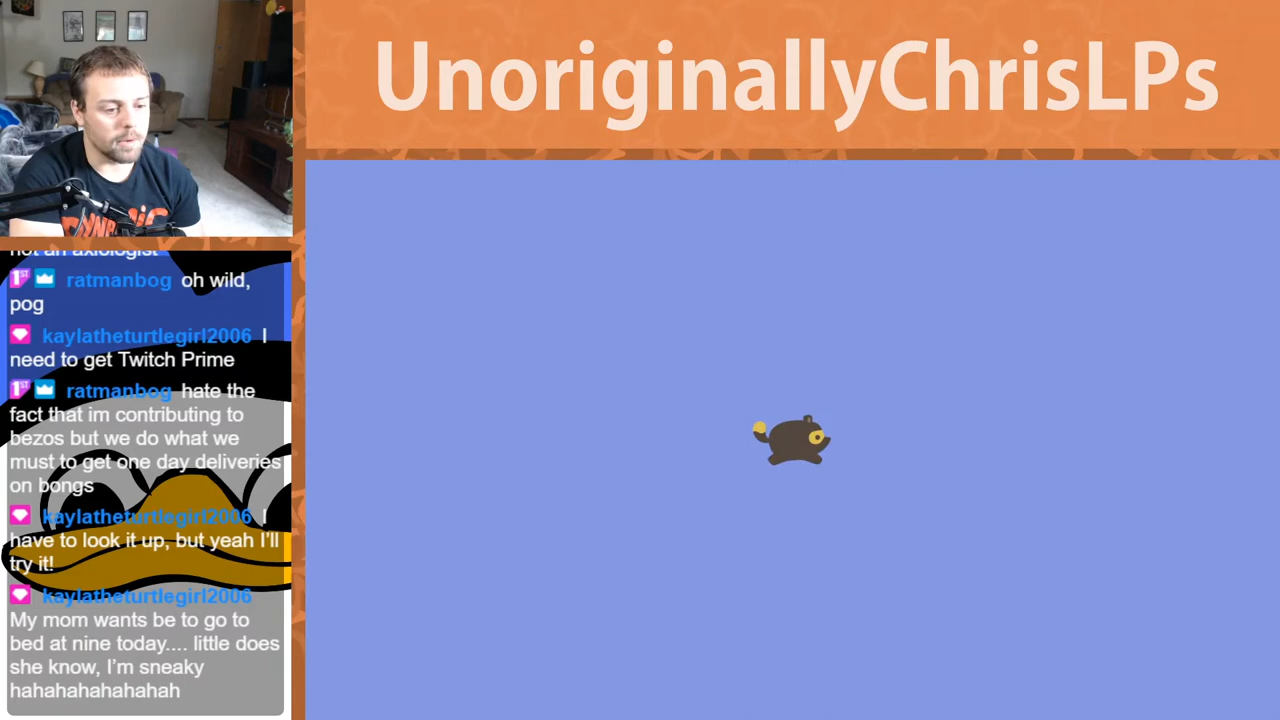 UnoriginallyChrisLPs
not an axiologist
ratmanbog oh wild,
pog
kaylatheturtlegirl2006 I
need to get Twitch Prime
ratmanbog hate the
fact that im contributing to
bezos but we do what we
must to get one day deliveries
on bongs
kaylatheturtlegirl2006 I
have to look it up, but yeah I'll
try it!
kaylatheturtlegirl2006
My mom wants be to go to
bed at nine today.... little does
she know, I'm sneaky
hahahahahahahah